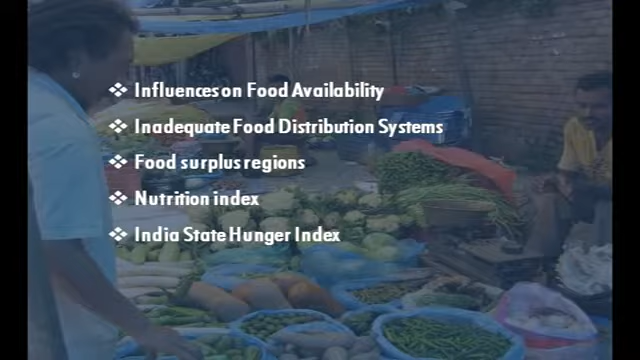 ❖ Influences on Food Availability
❖ Inadequate Food Distribution Systems
❖ Food surplus regions
❖ Nutrition index
❖ India State Hunger Index